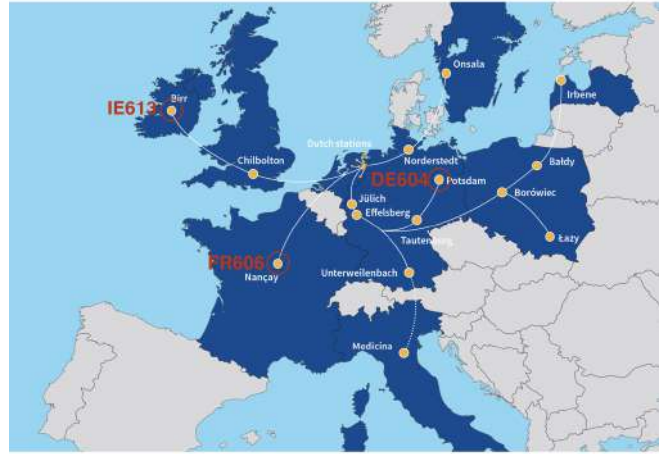 Onsala
Irbene
Birr
IE613
Dutch stations
Norderstedt
Chilbolton
Bałdy
DE604
Potsdam
Borówiec
Jülich
Effelsberg
Tautenburg
Łazy
FR606
Nançay
Unterweilenbach
Medicina